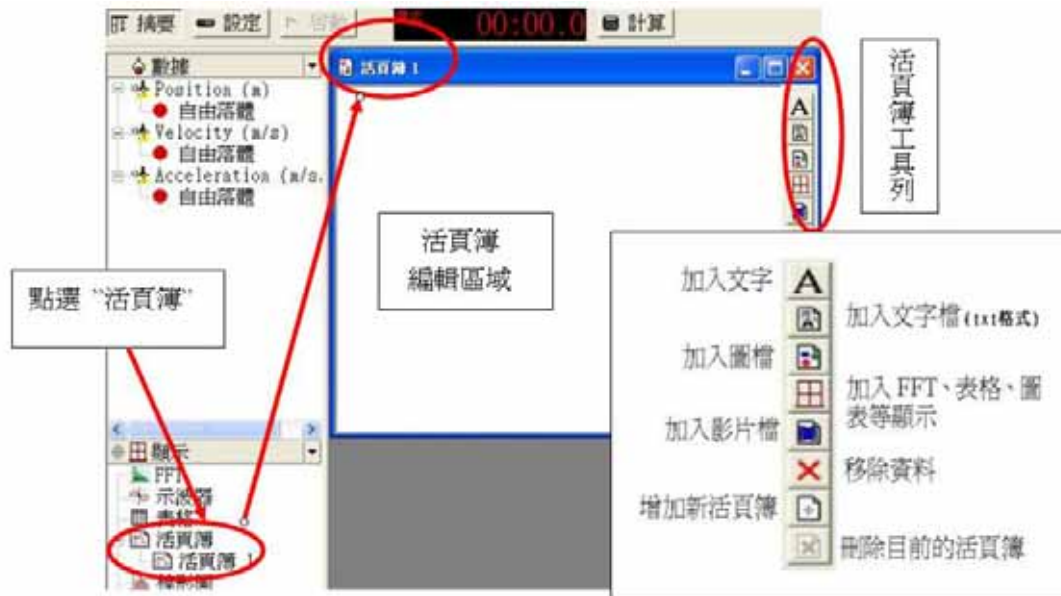 摘要 設定 啓動 00:00.0 計算
數據
Position (m)
自由落體
Velocity (m/s)
自由落體
Acceleration (m/s.
自由落體
活頁簿 1
活頁簿工具列
活頁簿
編輯區域
點選 “活頁簿”
顯示
FFT
示波器
表格
活頁簿
活頁簿 1
加入文字
加入文字檔(txt格式)
加入圖檔
加入 FFT、表格、圖
表等顯示
加入影片檔
移除資料
增加新活頁簿
刪除目前的活頁簿